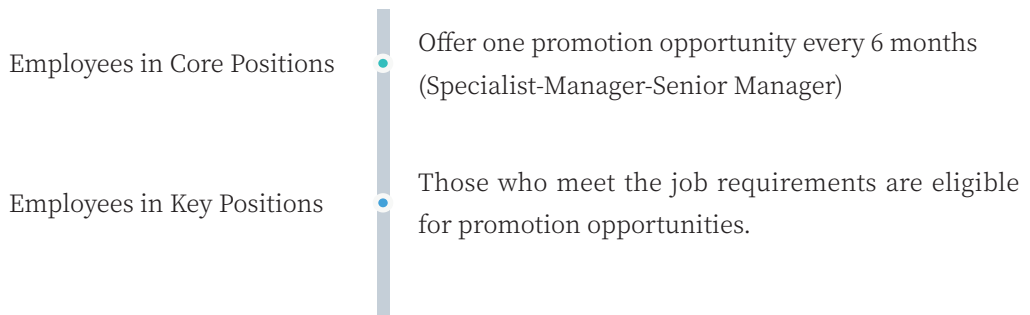 Employees in Core Positions
Offer one promotion opportunity every 6 months
(Specialist-Manager-Senior Manager)
Employees in Key Positions
Those who meet the job requirements are eligible
for promotion opportunities.